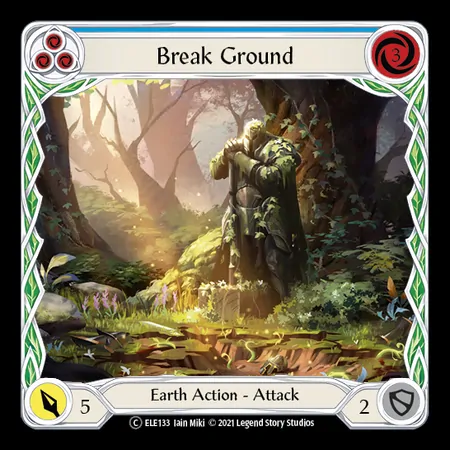 Break Ground
3
Earth Action - Attack
5
2
C ELE133 Iain Miki © 2021 Legend Story Studios